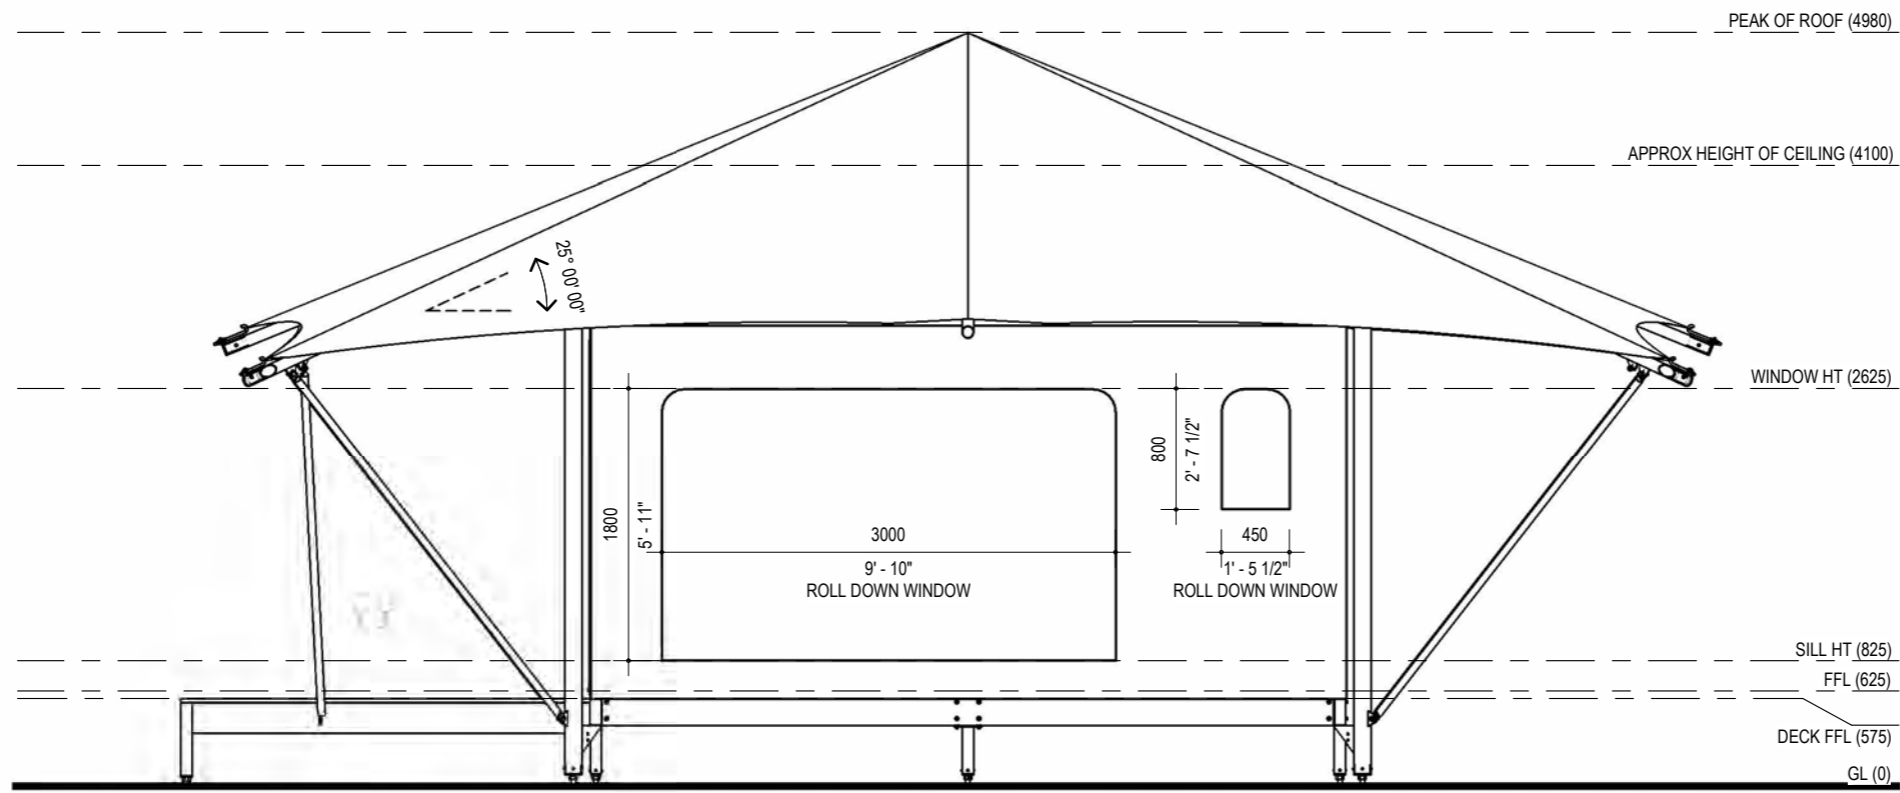 PEAK OF ROOF (4980)
APPROX HEIGHT OF CEILING (4100)
25° 00' 00"
WINDOW HT (2625)
800
2' - 7 1/2"
1800
5' - 11"
3000
9' - 10"
ROLL DOWN WINDOW
450
1' - 5 1/2"
ROLL DOWN WINDOW
SILL HT (825)
FFL (625)
DECK FFL (575)
GL (0)